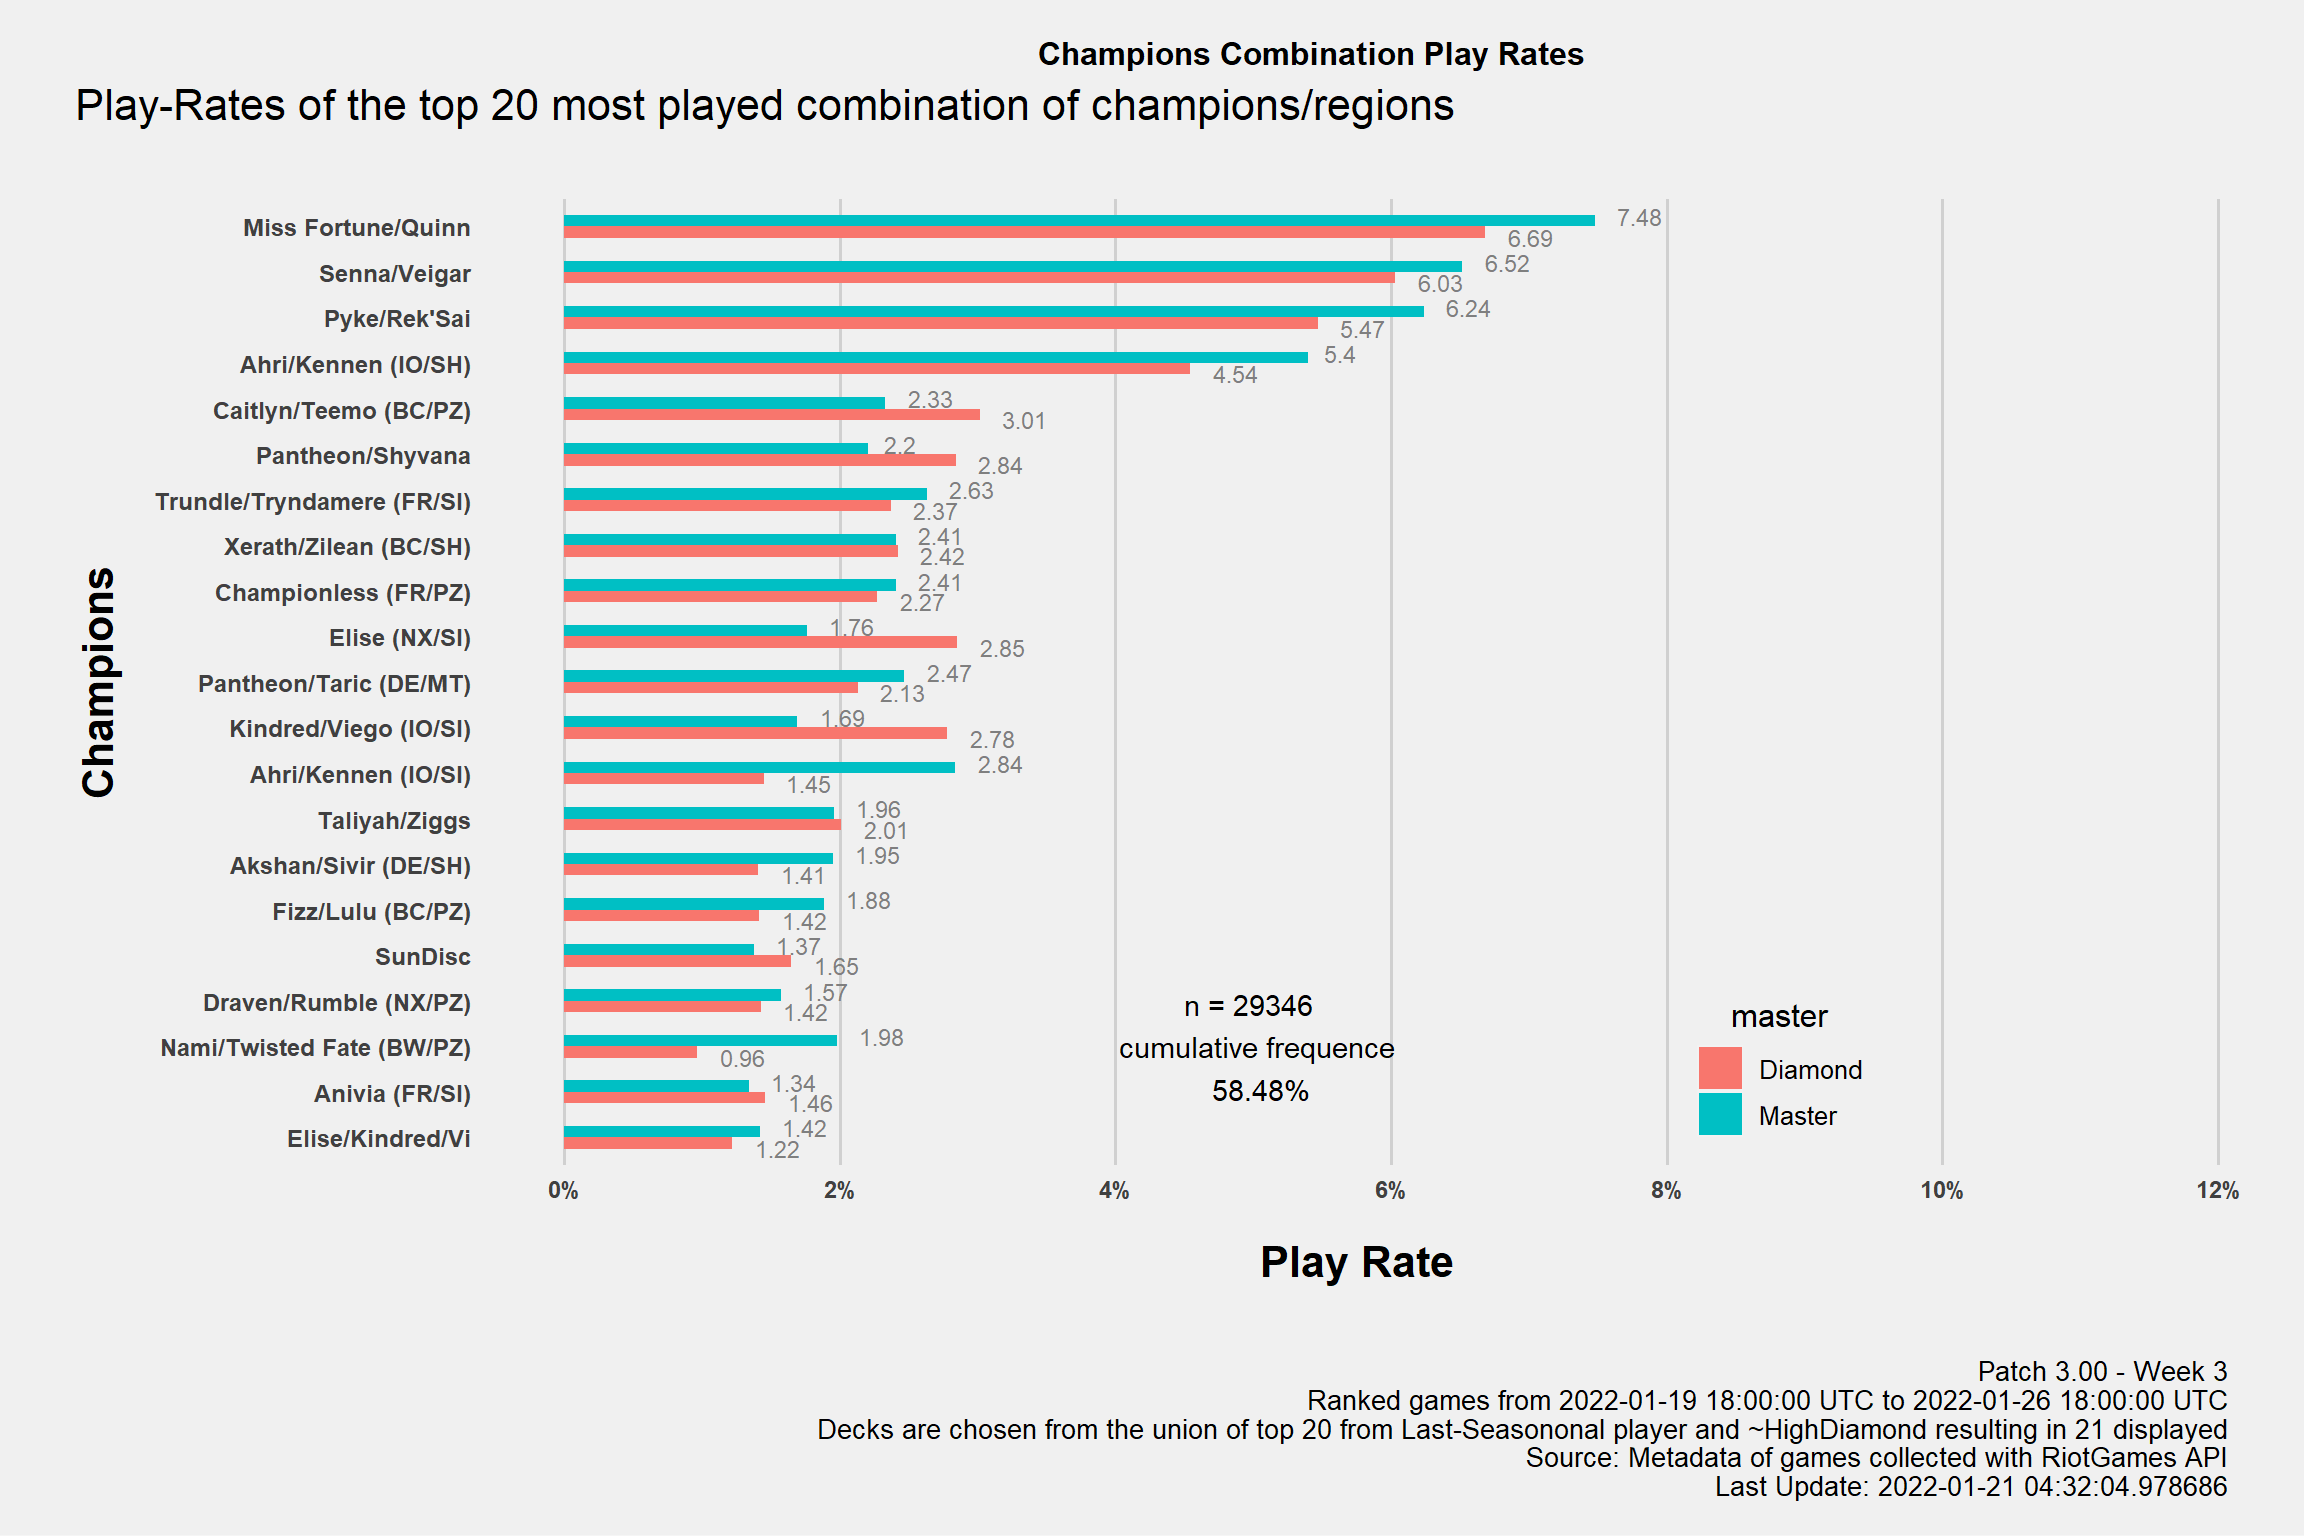 Champions Combination Play Rates
Play-Rates of the top 20 most played combination of champions/regions
Champions
Miss Fortune/Quinn 7.48
6.69
Senna/Veigar 6.52
6.03
Pyke/Rek'Sai 6.24
5.47
Ahri/Kennen (IO/SH) 5.4
4.54
Caitlyn/Teemo (BC/PZ) 2.33
3.01
Pantheon/Shyvana 2.2
2.84
Trundle/Tryndamere (FR/SI) 2.63
2.37
Xerath/Zilean (BC/SH) 2.41
2.42
Championless (FR/PZ) 2.41
2.27
Elise (NX/SI) 1.76
2.85
Pantheon/Taric (DE/MT) 2.47
2.13
Kindred/Viego (IO/SI) 1.69
2.78
Ahri/Kennen (IO/SI) 2.84
1.45
Taliyah/Ziggs 1.96
2.01
Akshan/Sivir (DE/SH) 1.95
1.41
Fizz/Lulu (BC/PZ) 1.88
1.42
SunDisc 1.37
1.65
Draven/Rumble (NX/PZ) 1.57
1.42
Nami/Twisted Fate (BW/PZ) 1.98
0.96
Anivia (FR/SI) 1.34
1.46
Elise/Kindred/Vi 1.42
1.22
n = 29346
cumulative frequence
58.48%
master
Diamond
Master
0% 2% 4% 6% 8% 10% 12%
Play Rate
Patch 3.00 - Week 3
Ranked games from 2022-01-19 18:00:00 UTC to 2022-01-26 18:00:00 UTC
Decks are chosen from the union of top 20 from Last-Seasononal player and ~HighDiamond resulting in 21 displayed
Source: Metadata of games collected with RiotGames API
Last Update: 2022-01-21 04:32:04.978686